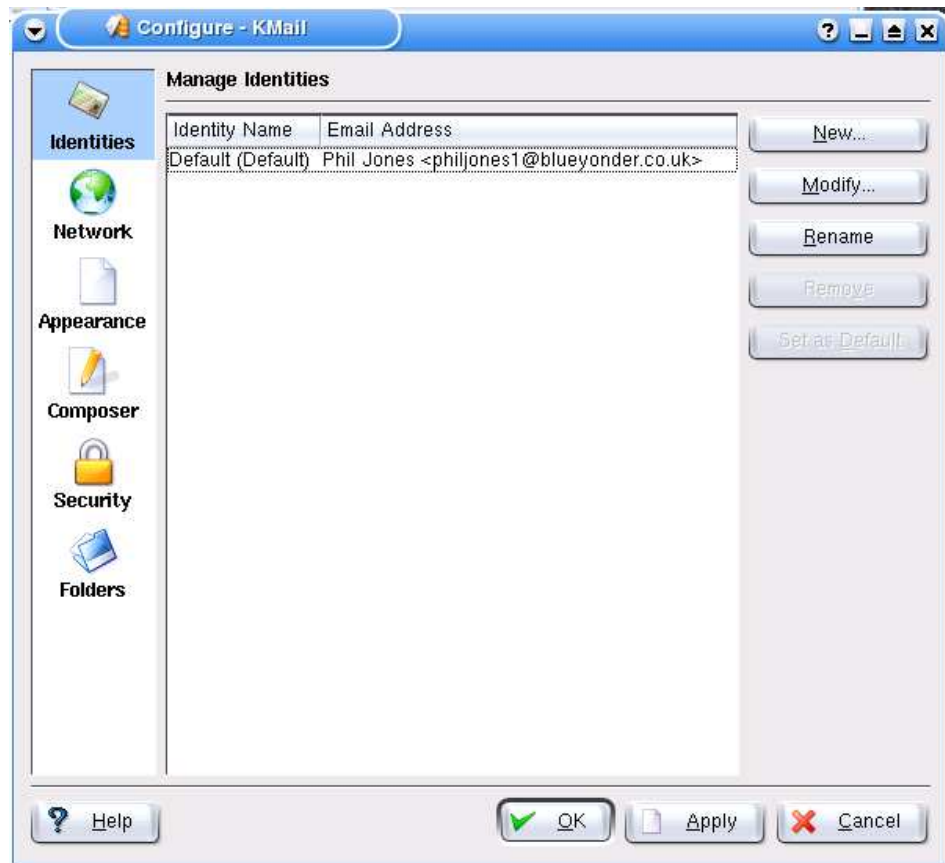 Configure - KMail
Manage Identities
Identities
Network
Appearance
Composer
Security
Folders
Identity Name Email Address
Default (Default) Phil Jones <philjones1@blueyonder.co.uk>
New...
Modify...
Rename
Remove
Set as Default
Help
OK
Apply
Cancel